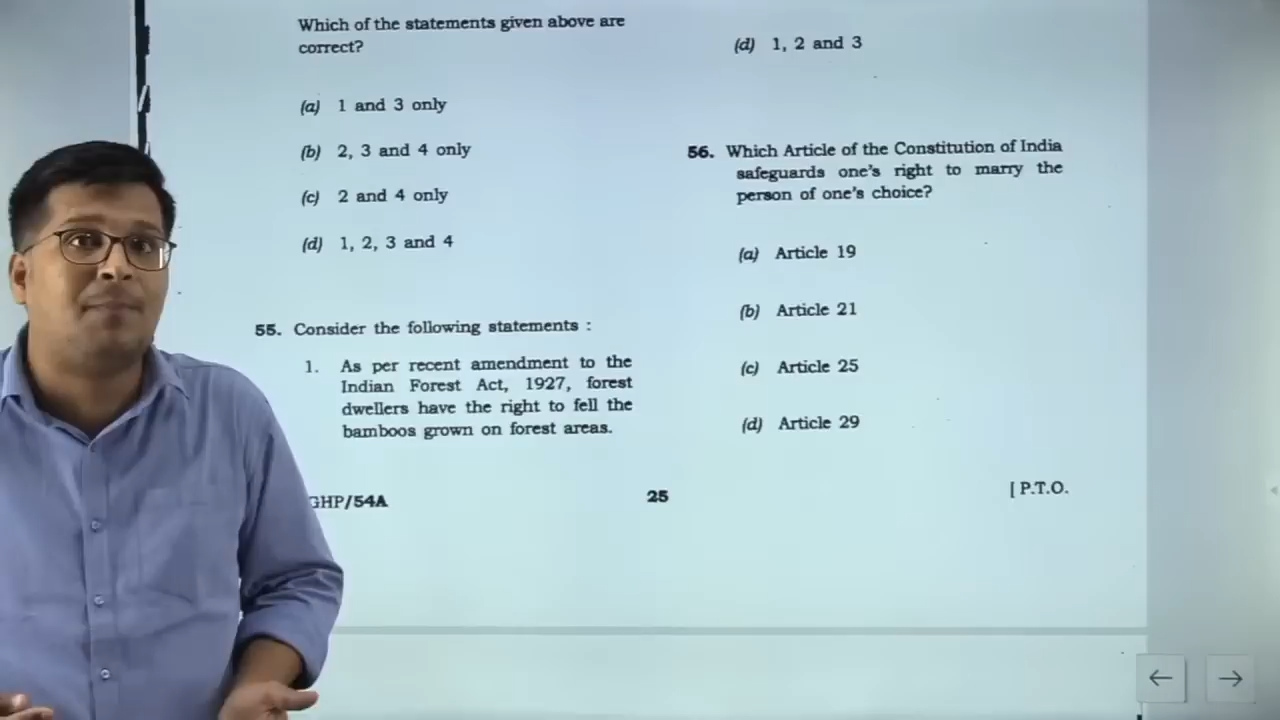 Which of the statements given above are
correct?
(a) 1 and 3 only
(b) 2, 3 and 4 only
(c) 2 and 4 only
(d) 1, 2, 3 and 4
55. Consider the following statements :
1. As per recent amendment to the
Indian Forest Act, 1927, forest
dwellers have the right to fell the
bamboos grown on forest areas.
(d) 1, 2 and 3
56. Which Article of the Constitution of India
safeguards one's right to marry the
person of one's choice?
(a) Article 19
(b) Article 21
(c) Article 25
(d) Article 29
GHP/54A
25
[ P.T.O.